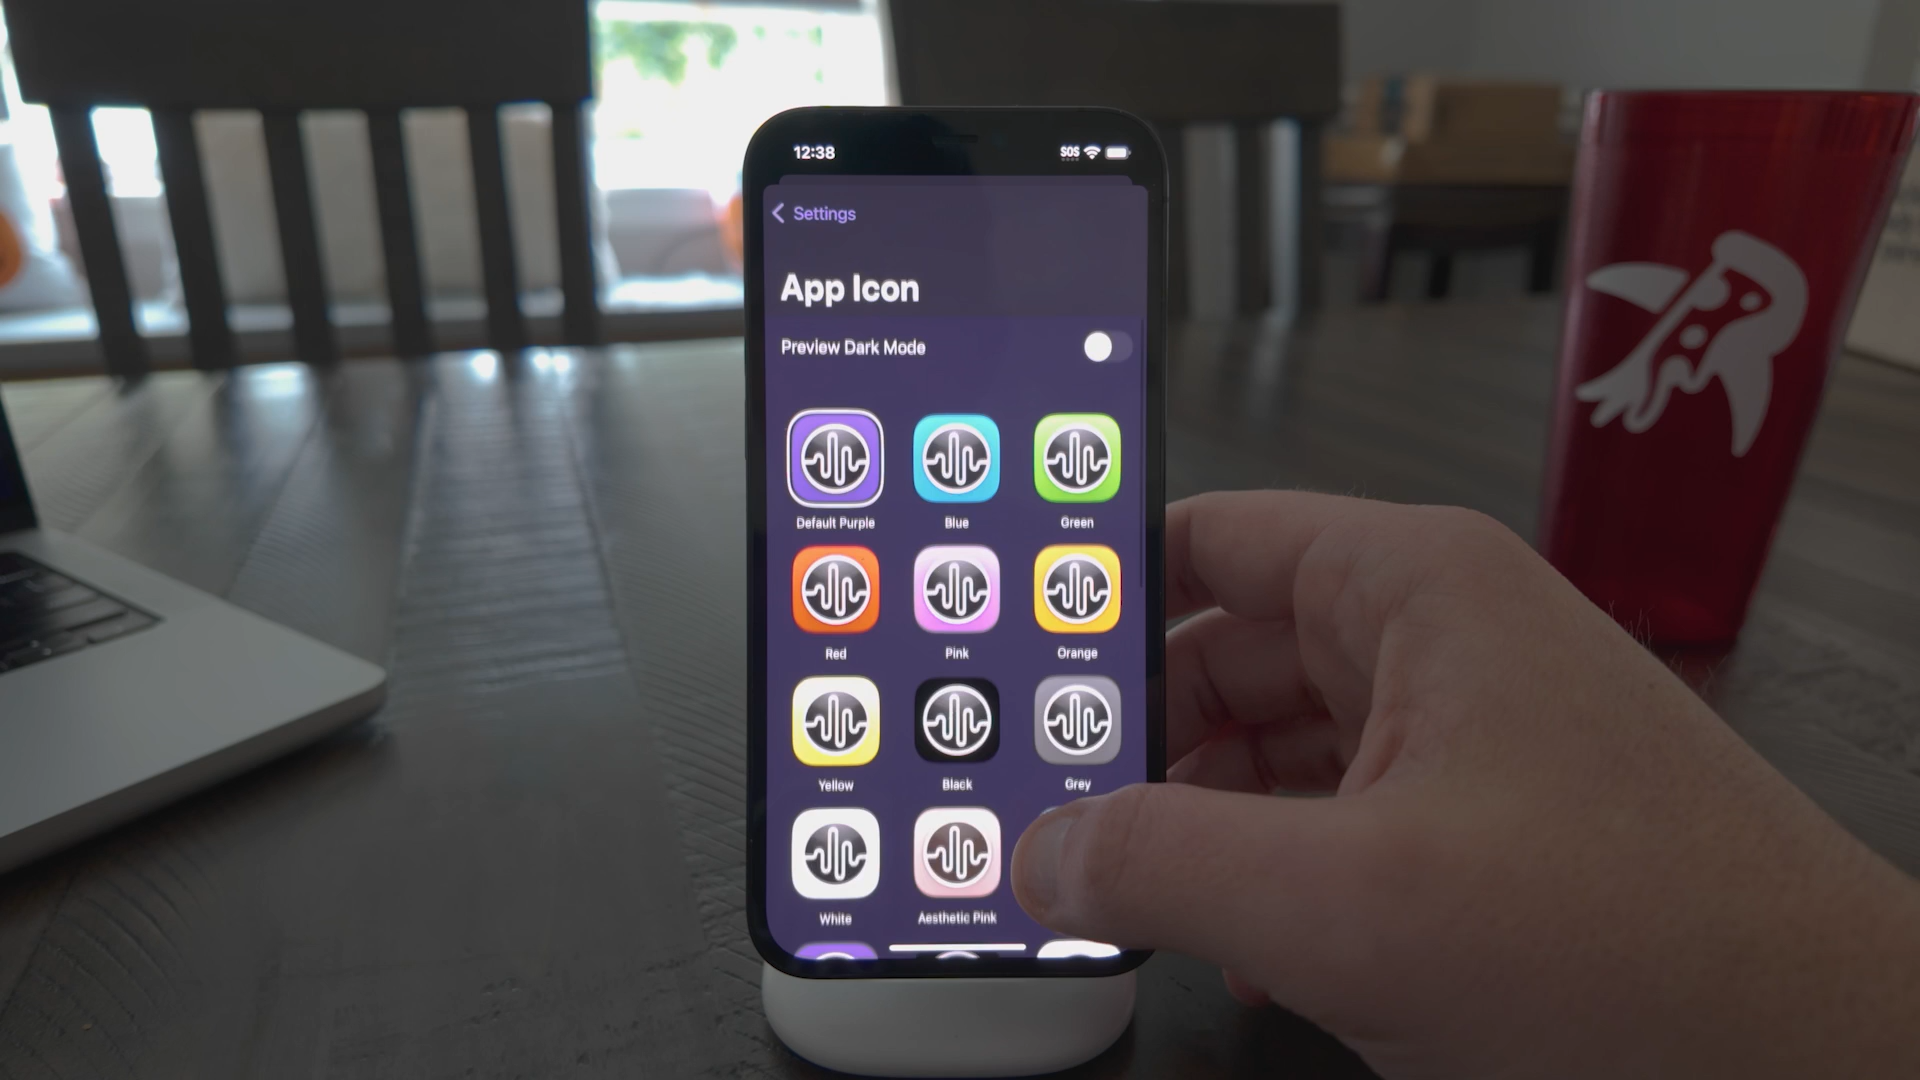 12:38 SOS
Settings
App Icon
Preview Dark Mode
Default Purple Blue Green
Red Pink Orange
Yellow Black Grey
White Aesthetic Pink